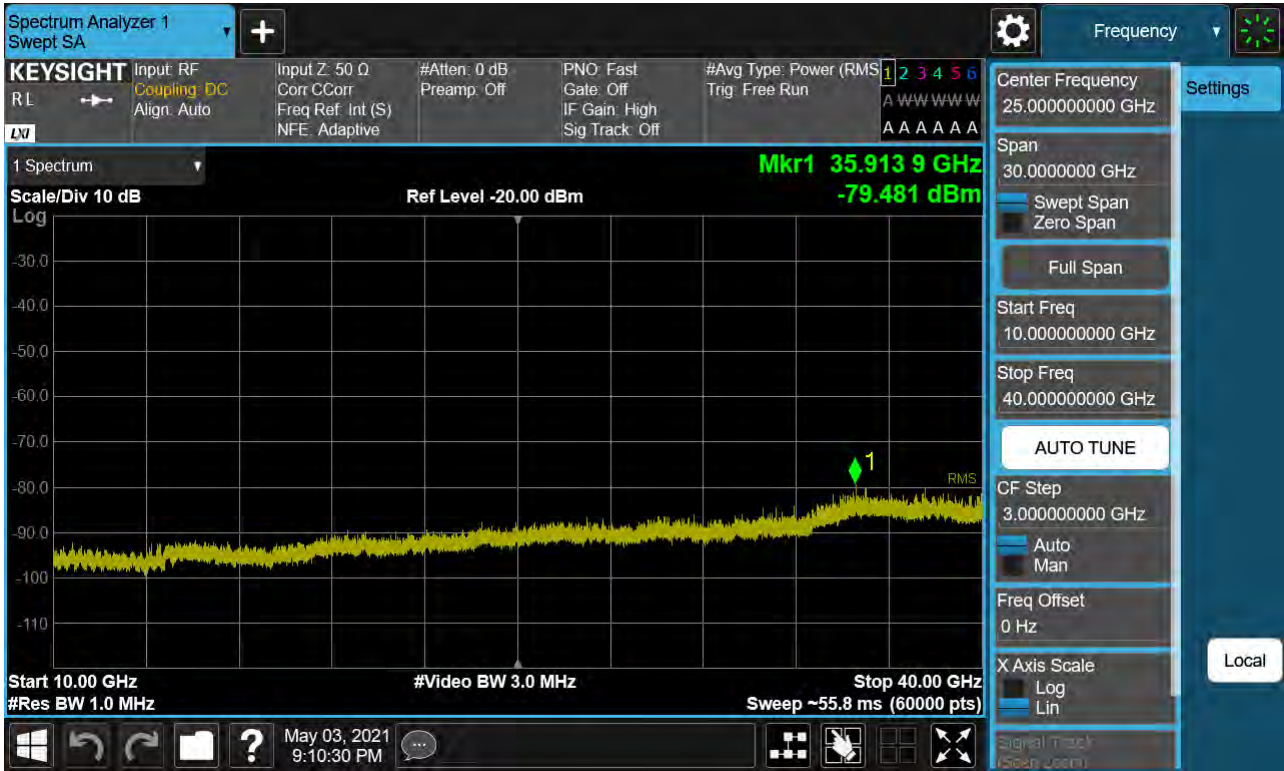 Spectrum Analyzer 1
Swept SA
Frequency
KEYSIGHT
R L
LXI
Input: RF
Coupling: DC
Align: Auto
Input Z: 50 Ω
Corr CCorr
Freq Ref: Int (S)
NFE: Adaptive
#Atten: 0 dB
Preamp: Off
PNO: Fast
Gate: Off
IF Gain: High
Sig Track: Off
#Avg Type: Power (RMS
Trig: Free Run
1 2 3 4 5 6
A W W W W W
A A A A A A
1 Spectrum
Scale/Div 10 dB
Log
Ref Level -20.00 dBm
Mkr1 35.913 9 GHz
-79.481 dBm
-30.0
-40.0
-50.0
-60.0
-70.0
-80.0
-90.0
-100
-110
1
RMS
Start 10.00 GHz
#Res BW 1.0 MHz
#Video BW 3.0 MHz
Stop 40.00 GHz
Sweep ~55.8 ms (60000 pts)
Center Frequency
25.000000000 GHz
Settings
Span
30.0000000 GHz
Swept Span
Zero Span
Full Span
Start Freq
10.000000000 GHz
Stop Freq
40.000000000 GHz
AUTO TUNE
CF Step
3.000000000 GHz
Auto
Man
Freq Offset
0 Hz
X Axis Scale
Log
Lin
Local
Signal Track
(Span Zoom)
May 03, 2021
9:10:30 PM